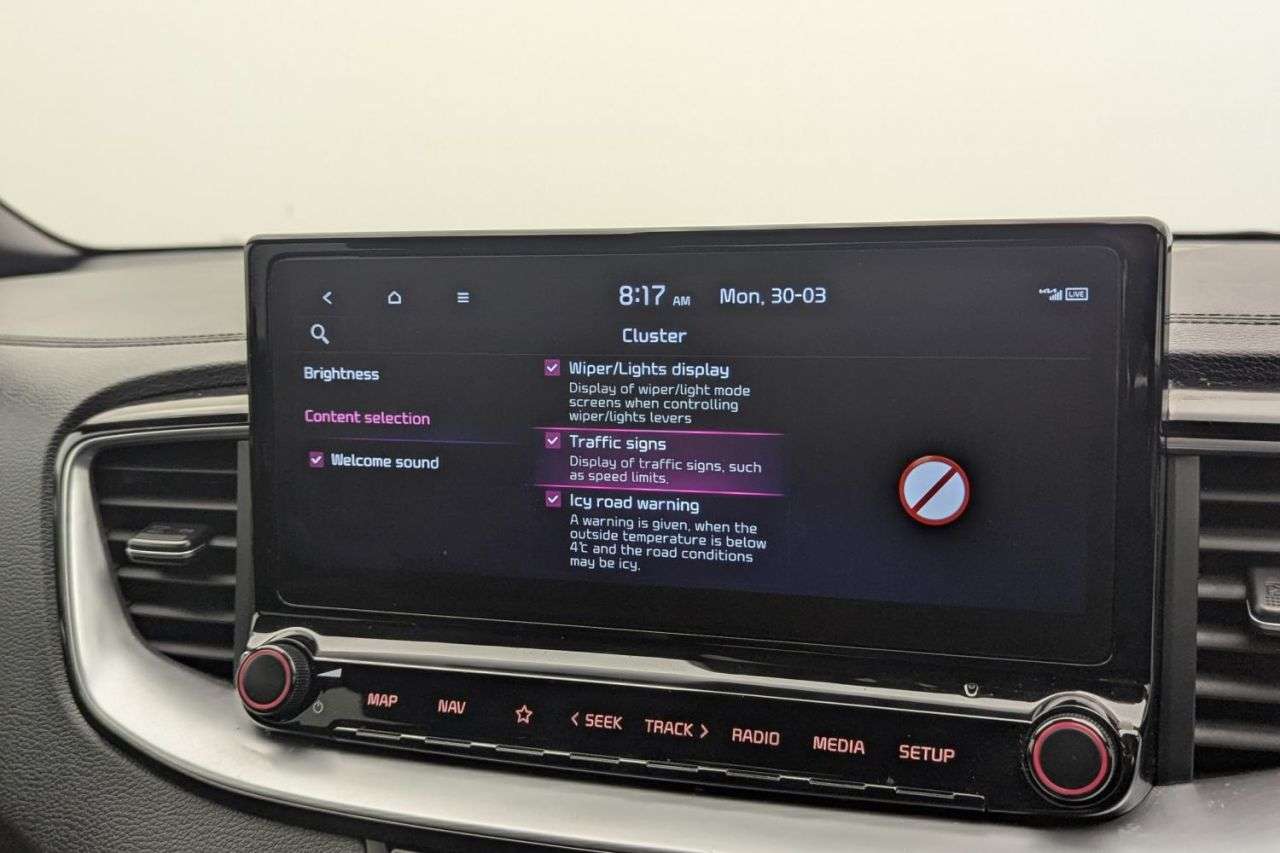 8:17 AM Mon, 30-03
LIVE
Cluster
Brightness
Content selection
Welcome sound
Wiper/Lights display
Display of wiper/light mode
screens when controlling
wiper/lights levers
Traffic signs
Display of traffic signs, such
as speed limits.
Icy road warning
A warning is given, when the
outside temperature is below
4℃ and the road conditions
may be icy.
MAP NAV SEEK TRACK RADIO MEDIA SETUP